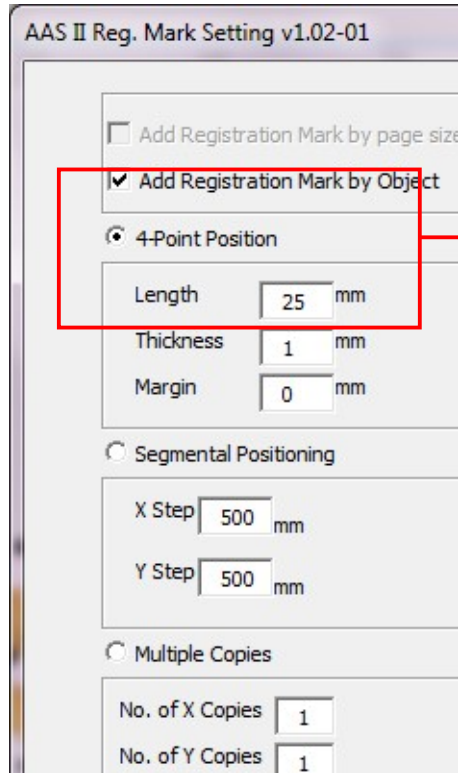 AAS II Reg. Mark Setting v1.02-01
Add Registration Mark by page size
Add Registration Mark by Object
4-Point Position
Length 25 mm
Thickness 1 mm
Margin 0 mm
Segmental Positioning
X Step 500 mm
Y Step 500 mm
Multiple Copies
No. of X Copies 1
No. of Y Copies 1